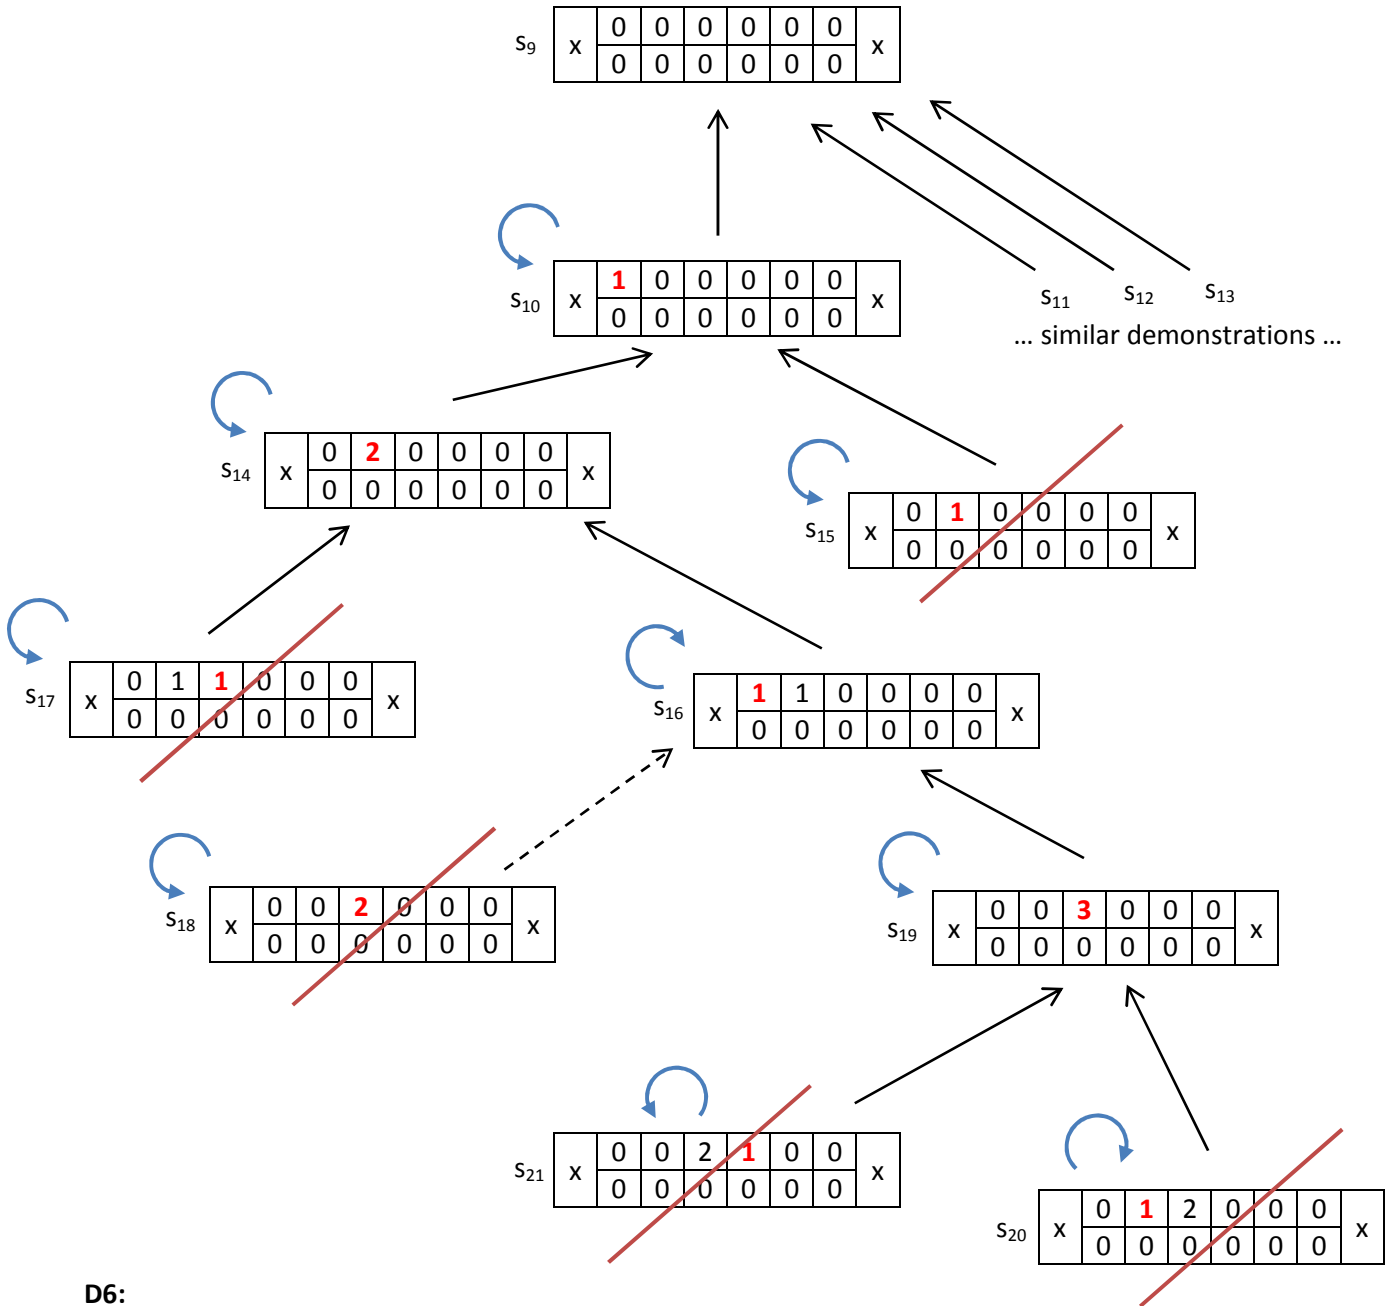 0 0 0 0 0 0
s9 x x
0 0 0 0 0 0
1 0 0 0 0 0
s10 x x
0 0 0 0 0 0
s11 s12 s13
... similar demonstrations ...
0 2 0 0 0 0
s14 x x
0 0 0 0 0 0
0 1 0 0 0 0
s15 x x
0 0 0 0 0 0
0 1 1 0 0 0
s17 x x
0 0 0 0 0 0
1 1 0 0 0 0
s16 x x
0 0 0 0 0 0
0 0 2 0 0 0
s18 x x
0 0 0 0 0 0
0 0 3 0 0 0
s19 x x
0 0 0 0 0 0
0 0 2 1 0 0
s21 x x
0 0 0 0 0 0
0 1 2 0 0 0
s20 x x
0 0 0 0 0 0
D6: